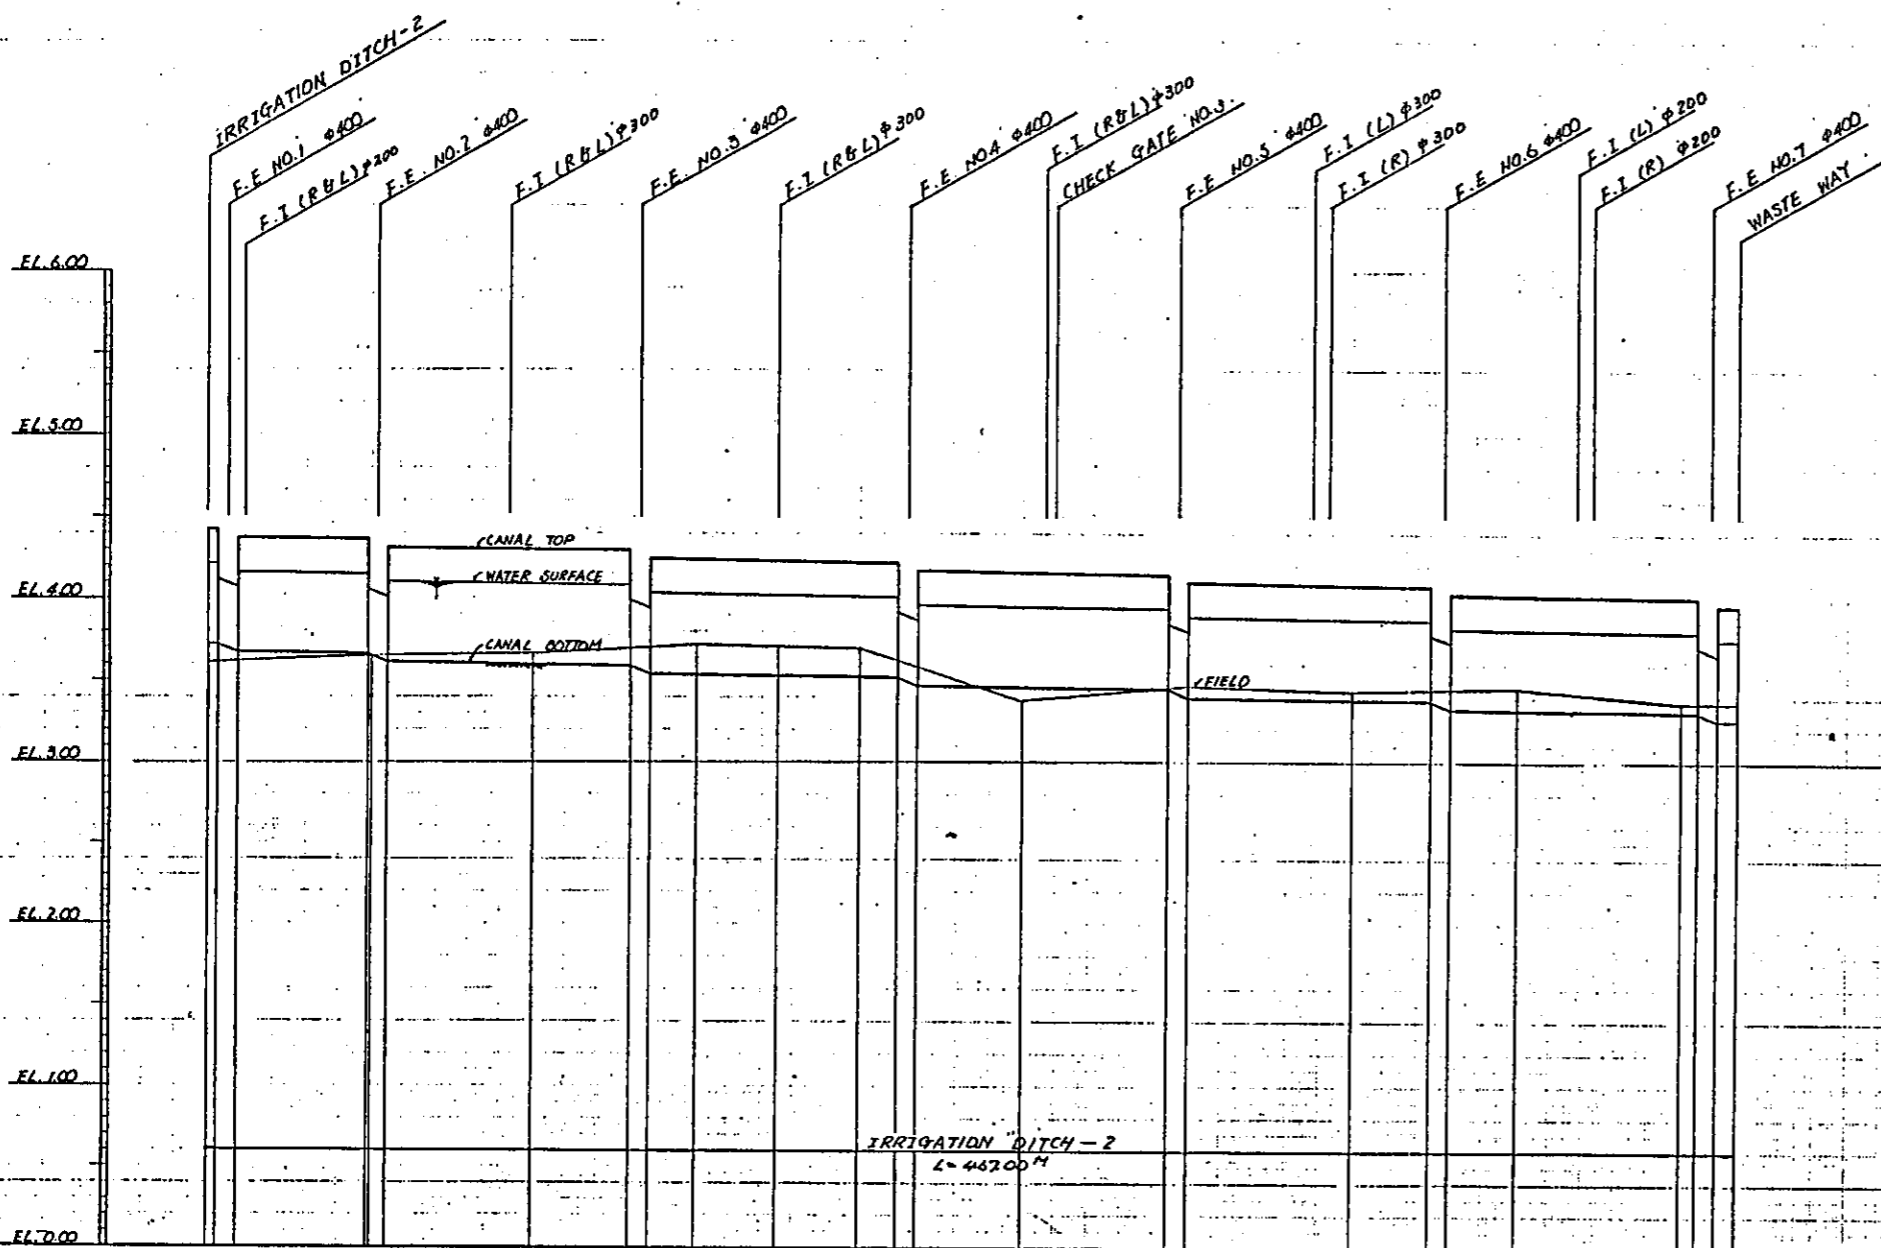 IRRIGATION DITCH-2
F.E NO.1 φ400
F.I (R&L) φ200
F.E. NO.2 φ400
F.I (R&L) φ300
F.E. NO.3 φ400
F.I (R&L) φ300
F.E. NO.4 φ400
F.I (R&L) φ300
CHECK GATE NO.3.
F.E NO.5 φ400
F.I (L) φ300
F.I (R) φ300
F.E NO.6 φ400
F.I (L) φ200
F.I (R) φ200
F.E NO.7 φ400
WASTE WAY
EL.6.00
EL.5.00
CANAL TOP
WATER SURFACE
EL.4.00
CANAL BOTTOM
FIELD
EL.3.00
EL.2.00
EL.1.00
IRRIGATION DITCH-2
EL.0.00